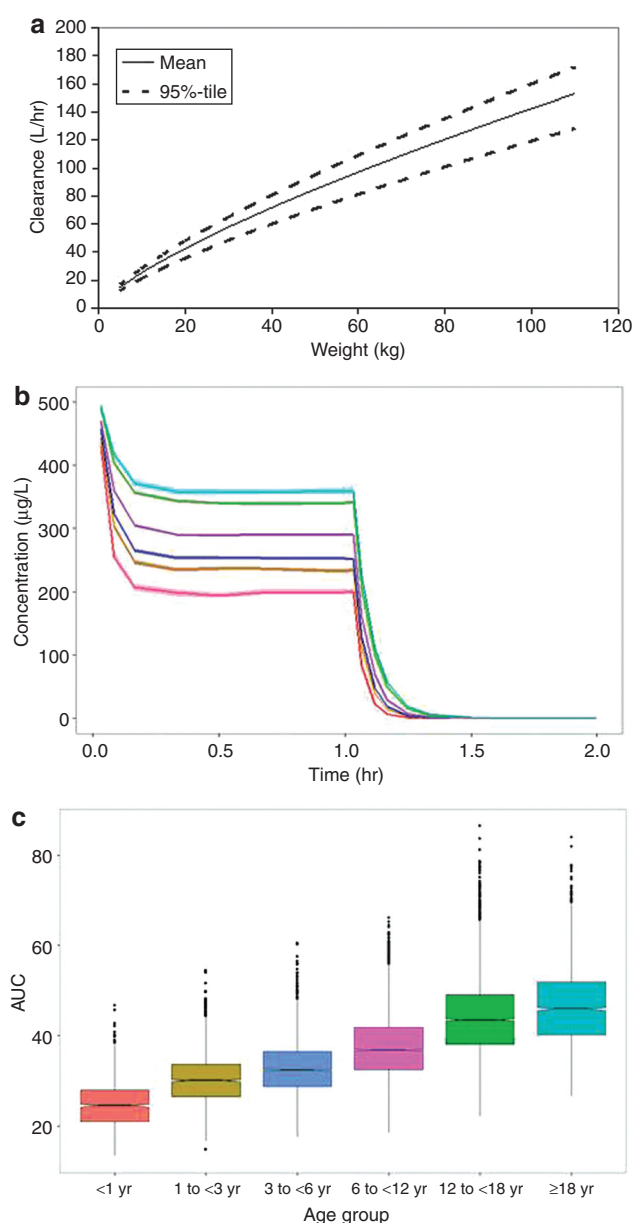 a
Mean
95%-tile
Clearance (L/hr)
200
180
160
140
120
100
80
60
40
20
0
0 20 40 60 80 100 120
Weight (kg)
b
Concentration (µg/L)
500
400
300
200
100
0
0.0 0.5 1.0 1.5 2.0
Time (hr)
c
AUC
80
60
40
20
<1 yr 1 to <3 yr 3 to <6 yr 6 to <12 yr 12 to <18 yr ≥18 yr
Age group